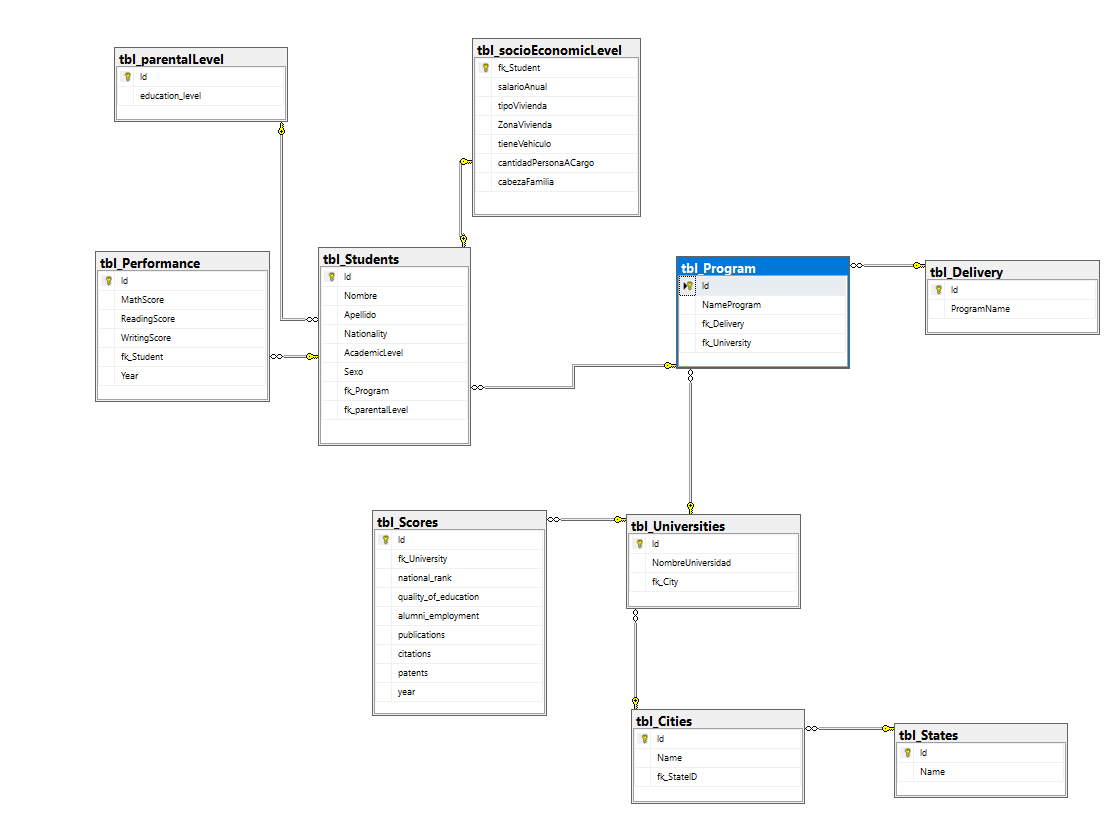 tbl_parentalLevel
Id
education_level
tbl_socioEconomicLevel
fk_Student
salarioAnual
tipoVivienda
ZonaVivienda
tieneVehiculo
cantidadPersonaACargo
cabezaFamilia
tbl_Performance
Id
MathScore
ReadingScore
WritingScore
fk_Student
Year
tbl_Students
Id
Nombre
Apellido
Nationality
AcademicLevel
Sexo
fk_Program
fk_parentalLevel
tbl_Program
Id
NameProgram
fk_Delivery
fk_University
tbl_Delivery
Id
ProgramName
tbl_Scores
Id
fk_University
national_rank
quality_of_education
alumni_employment
publications
citations
patents
year
tbl_Universities
Id
NombreUniversidad
fk_City
tbl_Cities
Id
Name
fk_StateID
tbl_States
Id
Name